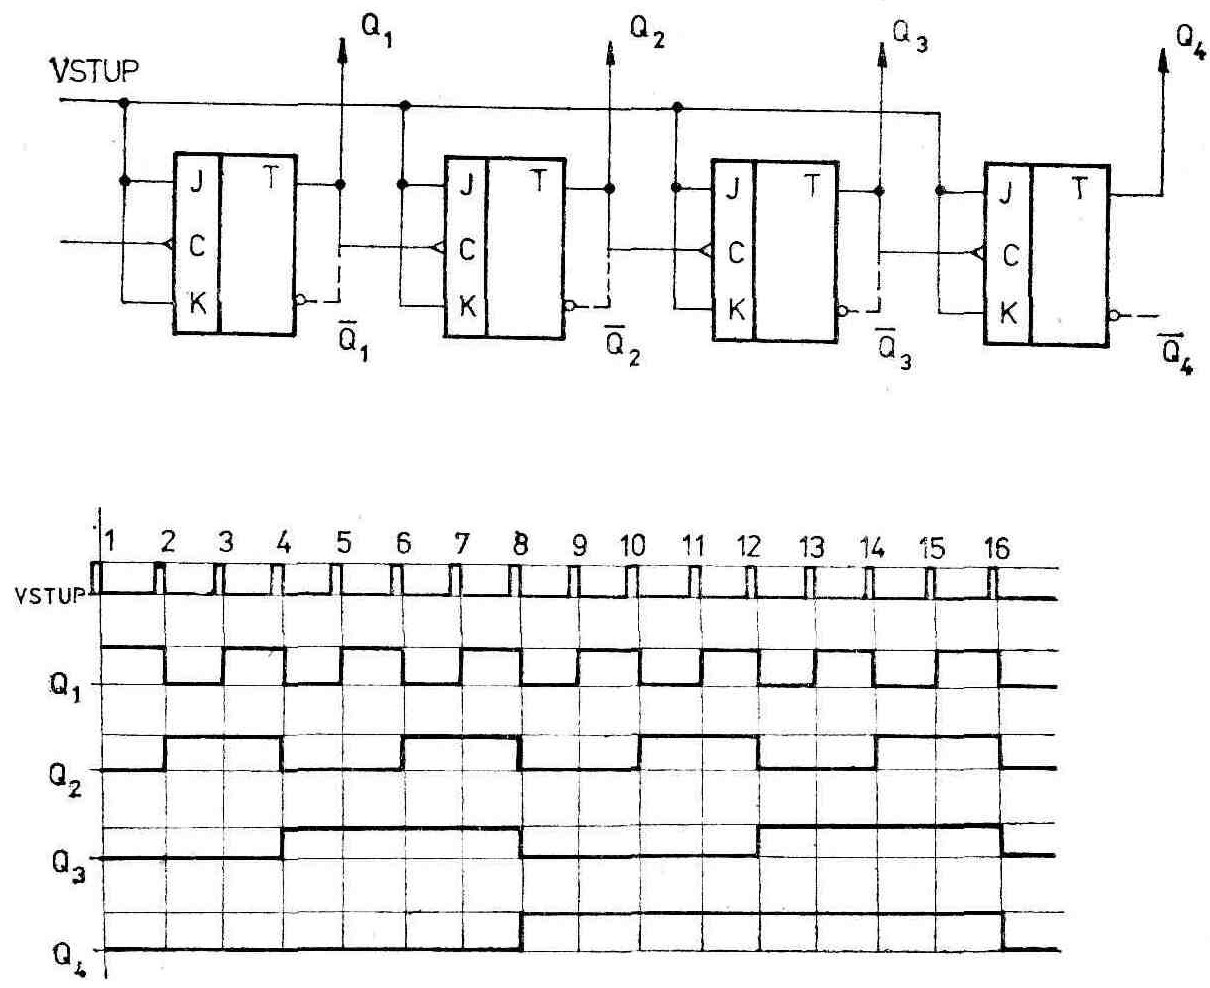 Q1 Q2 Q3 Q4
VSTUP
J T J T J T J T
C C C C
K K K K
Q̅1 Q̅2 Q̅3 Q̅4
1 2 3 4 5 6 7 8 9 10 11 12 13 14 15 16
VSTUP
Q1
Q2
Q3
Q4